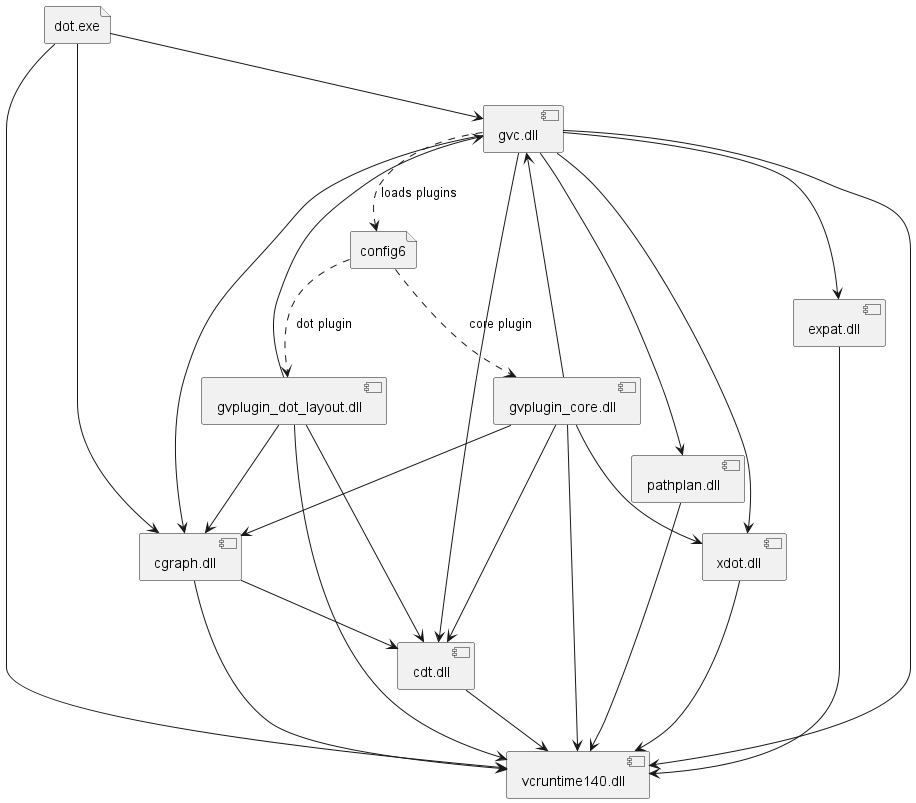 dot.exe
gvc.dll
loads plugins
config6
dot plugin
core plugin
expat.dll
gvplugin_dot_layout.dll
gvplugin_core.dll
pathplan.dll
cgraph.dll
xdot.dll
cdt.dll
vcruntime140.dll